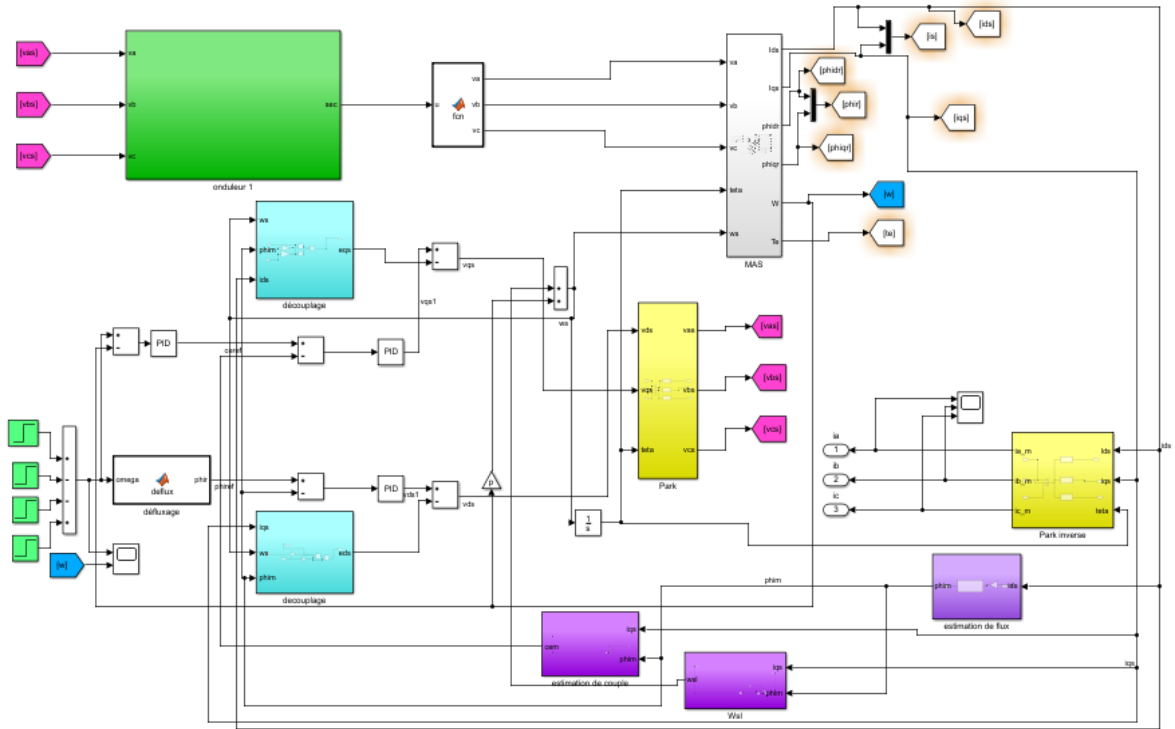 [vas]
[vbs]
[vcs]
va
vb
vc
sec
onduleur 1
u
fcn
va
vb
vc
va
vb
vc
teta
ws
Ids
Iqs
phidr
phiqr
W
Te
MAS
[ids]
[is]
[phidr]
[phir]
[iqs]
[phiqr]
[w]
[te]
ws
phim
ids
eqs
découplage
+
-
vqs
vqs1
+
+
ws
+
-
PID
ceref
+
-
PID
vds
vqs
teta
vas
vbs
vcs
Park
[vas]
[vbs]
[vcs]
+
-
-
+
omega
phir
deflux
défluxage
phiref
+
-
PID
vds1
+
-
vds
p
1
s
[w]
iqs
ws
phim
eds
decouplage
ia
1
ib
2
ic
3
ia_m
ib_m
ic_m
Ids
Iqs
teta
Park inverse
ids
phim
phim
ids
estimation de flux
cem
iqs
phim
estimation de couple
wsl
iqs
phim
Wsl
iqs